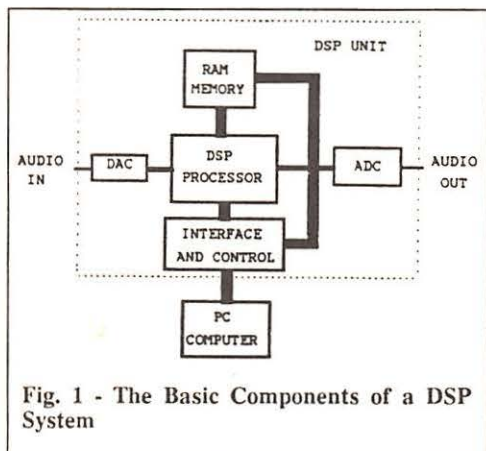 DSP UNIT
RAM
MEMORY
AUDIO
IN
DAC
DSP
PROCESSOR
ADC
AUDIO
OUT
INTERFACE
AND CONTROL
PC
COMPUTER
Fig. 1 - The Basic Components of a DSP
System